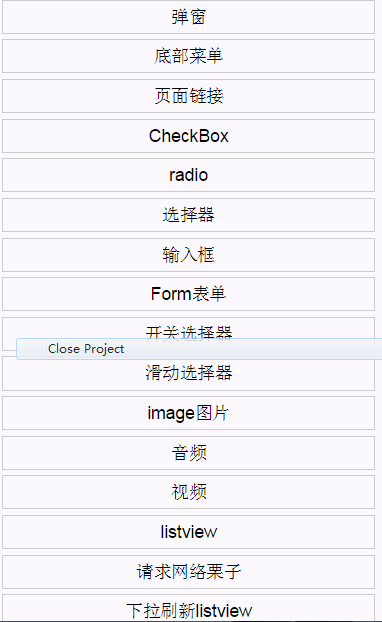 弹窗
底部菜单
页面链接
CheckBox
radio
选择器
输入框
Form表单
开关选择器
Close Project
滑动选择器
image图片
音频
视频
listview
请求网络栗子
下拉刷新listview